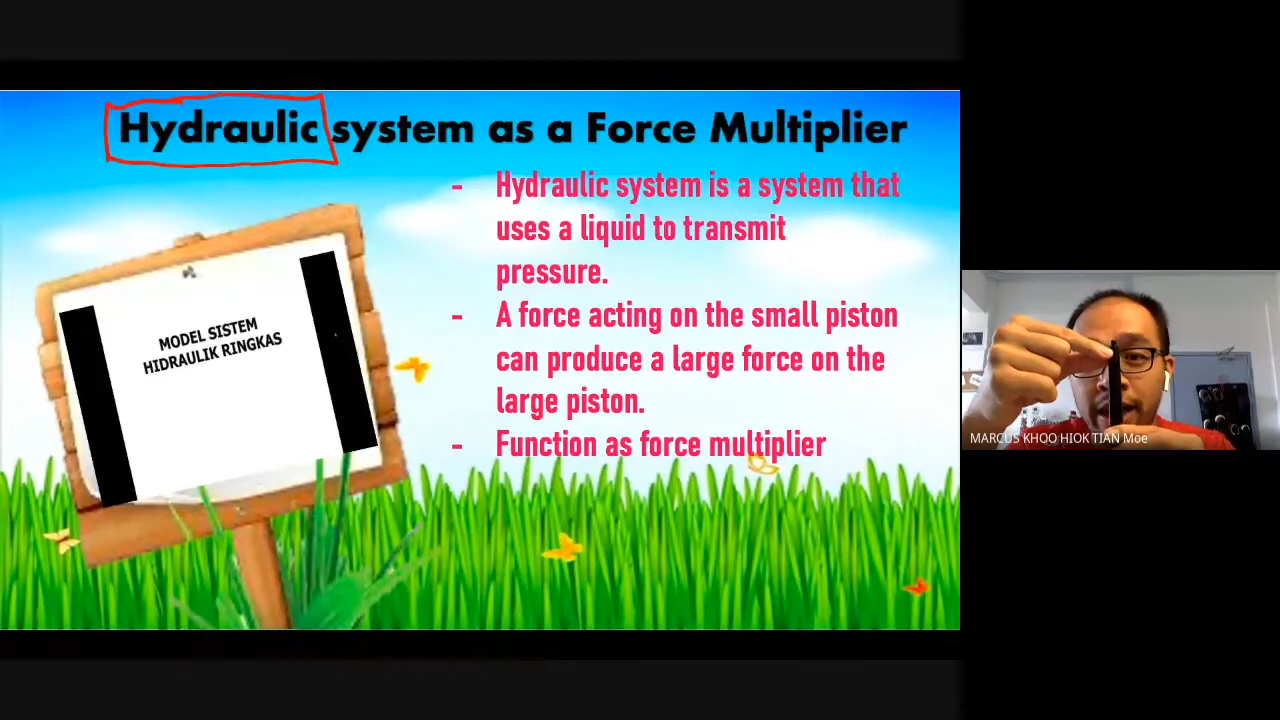 Hydraulic system as a Force Multiplier
- Hydraulic system is a system that
uses a liquid to transmit
pressure.
- A force acting on the small piston
can produce a large force on the
large piston.
- Function as force multiplier
MODEL SISTEM
HIDRAULIK RINGKAS
MARCUS KHOO HIOK TIAN Moe